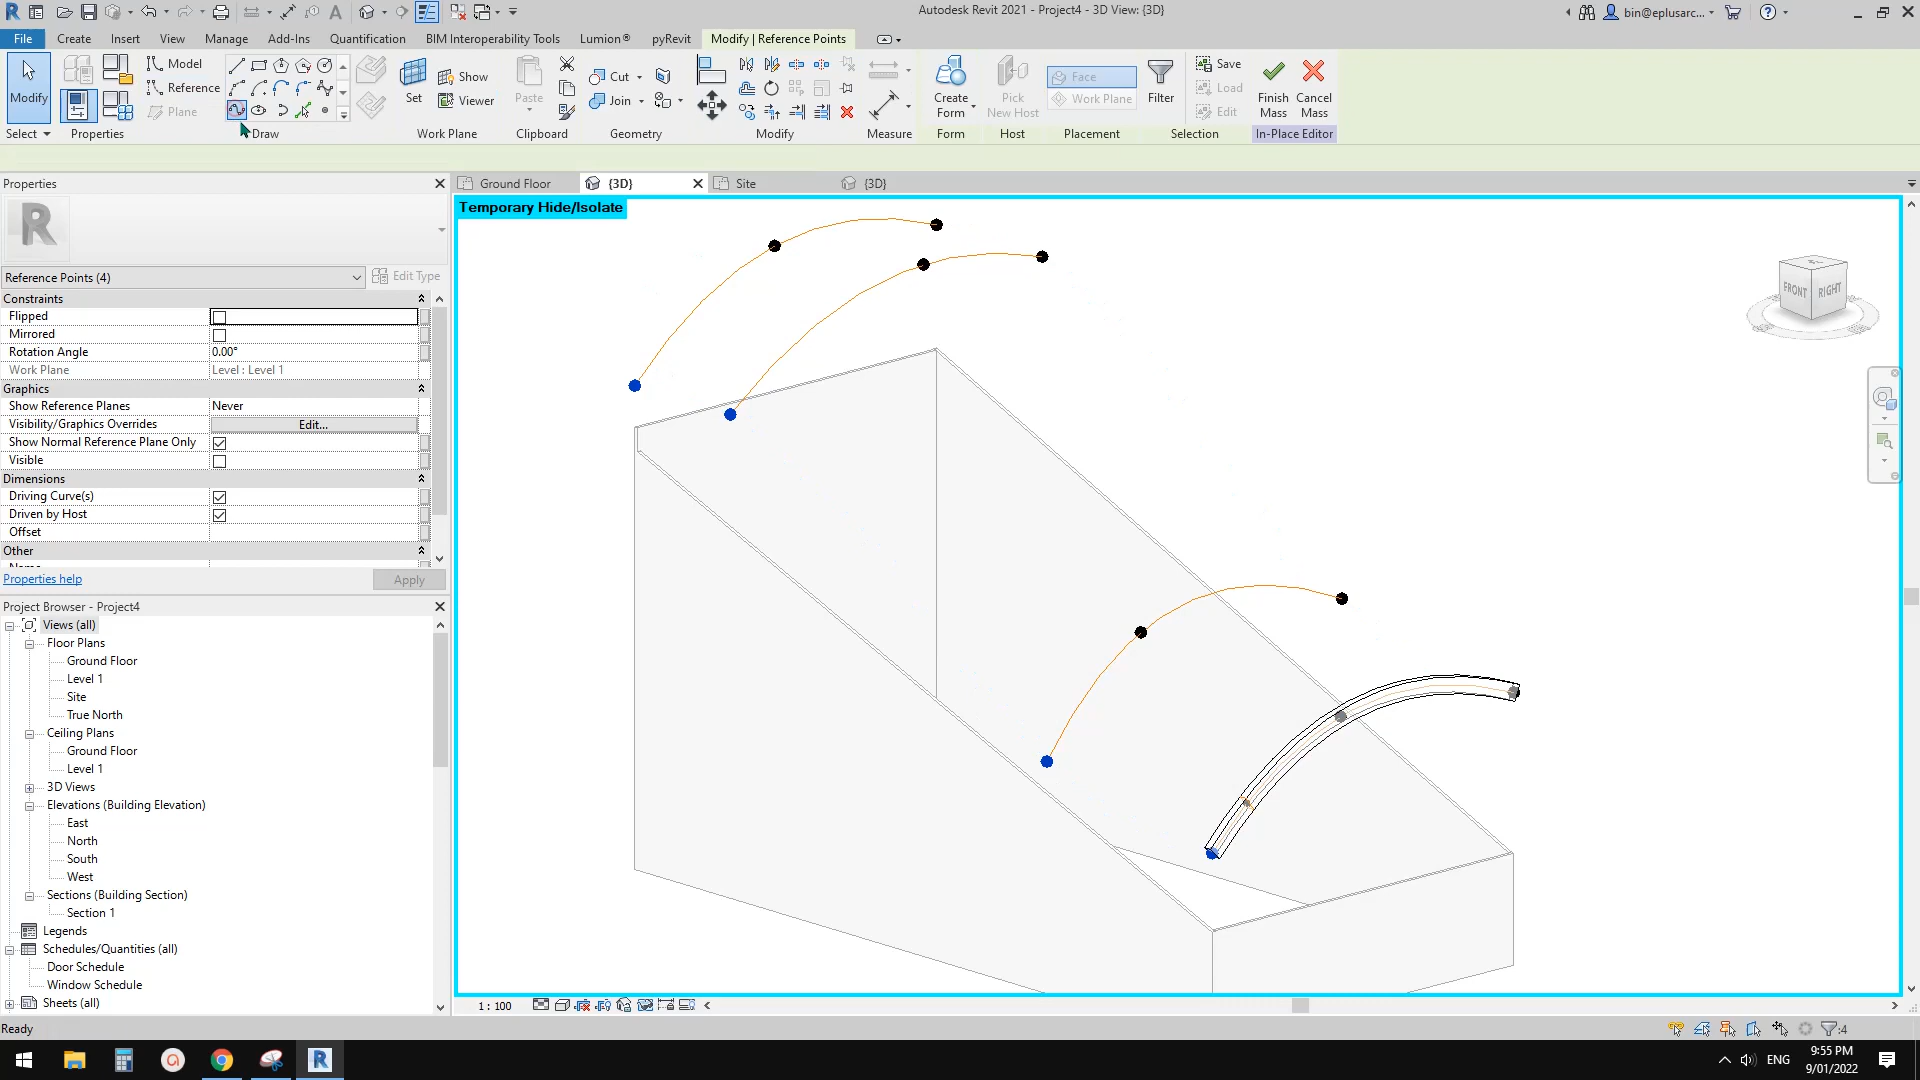 Autodesk Revit 2021 - Project4 - 3D View: {3D}
bin@eplusarc...
File
Create
Insert
View
Manage
Add-Ins
Quantification
BIM Interoperability Tools
Lumion®
pyRevit
Modify | Reference Points
Modify
Model
Reference
Plane
Set
Show
Viewer
Paste
Cut
Join
Create
Form
Pick
New Host
Face
Work Plane
Filter
Save
Load
Edit
Finish
Mass
Cancel
Mass
Select
Properties
Draw
Work Plane
Clipboard
Geometry
Modify
Measure
Form
Host
Placement
Selection
In-Place Editor
Properties
Ground Floor
{3D}
Site
{3D}
Temporary Hide/Isolate
Reference Points (4)
Edit Type
Constraints
Flipped
Mirrored
Rotation Angle
0.00°
Work Plane
Level : Level 1
Graphics
Show Reference Planes
Never
Visibility/Graphics Overrides
Edit...
Show Normal Reference Plane Only
Visible
Dimensions
Driving Curve(s)
Driven by Host
Offset
Other
Properties help
Apply
FRONT
RIGHT
Project Browser - Project4
Views (all)
Floor Plans
Ground Floor
Level 1
Site
True North
Ceiling Plans
Ground Floor
Level 1
3D Views
Elevations (Building Elevation)
East
North
South
West
Sections (Building Section)
Section 1
Legends
Schedules/Quantities (all)
Door Schedule
Window Schedule
Sheets (all)
1 : 100
Ready
:4
ENG
9:55 PM
9/01/2022